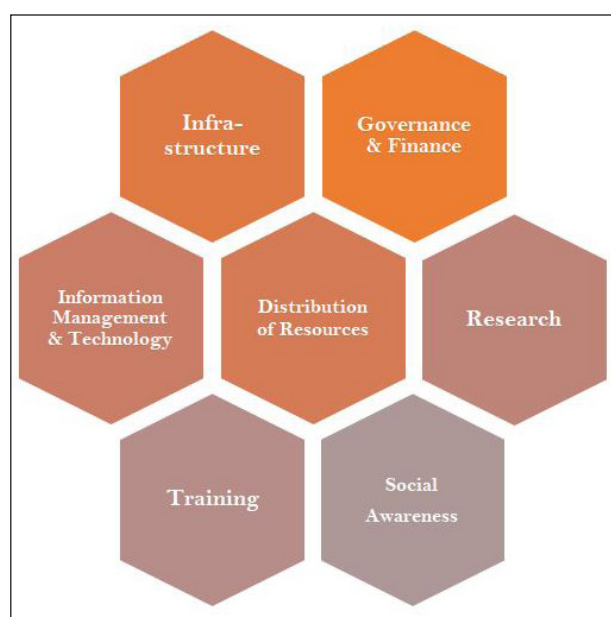 Infra-
structure
Governance
& Finance
Information
Management
& Technology
Distribution
of Resources
Research
Training
Social
Awareness